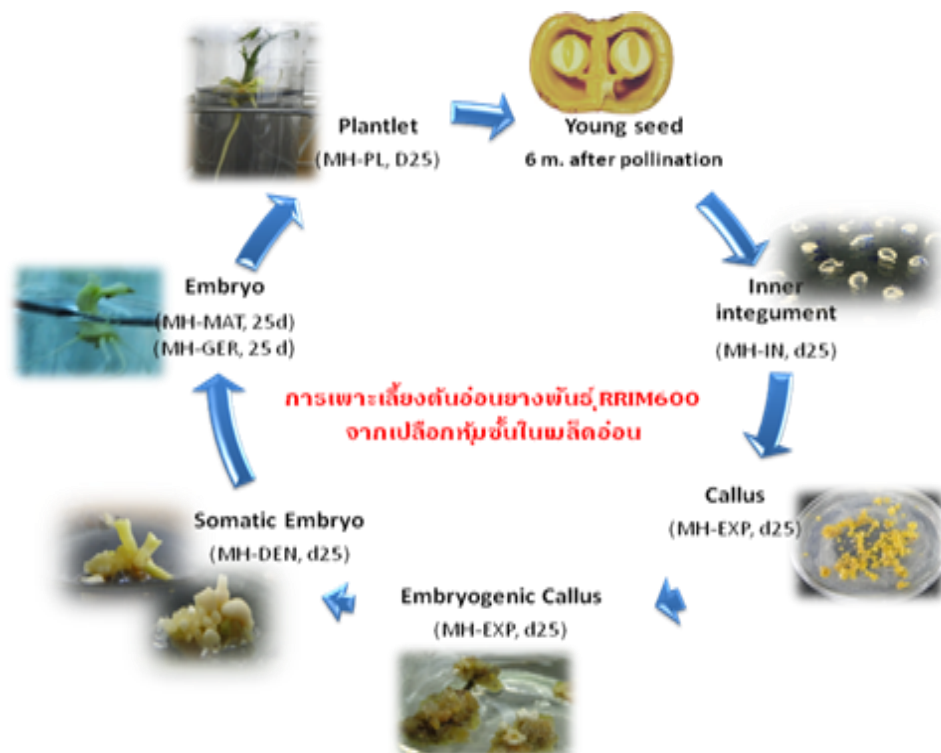 Plantlet
(MH-PL, D25)
Young seed
6 m. after pollination
Inner
integument
(MH-IN, d25)
Callus
(MH-EXP, d25)
Embryogenic Callus
(MH-EXP, d25)
Somatic Embryo
(MH-DEN, d25)
Embryo
(MH-MAT, 25d)
(MH-GER, 25 d)
การเพาะเลี้ยงต้นอ่อนยางพันธุ์ RRIM600
จากเปลือกหุ้มชั้นในเมล็ดอ่อน